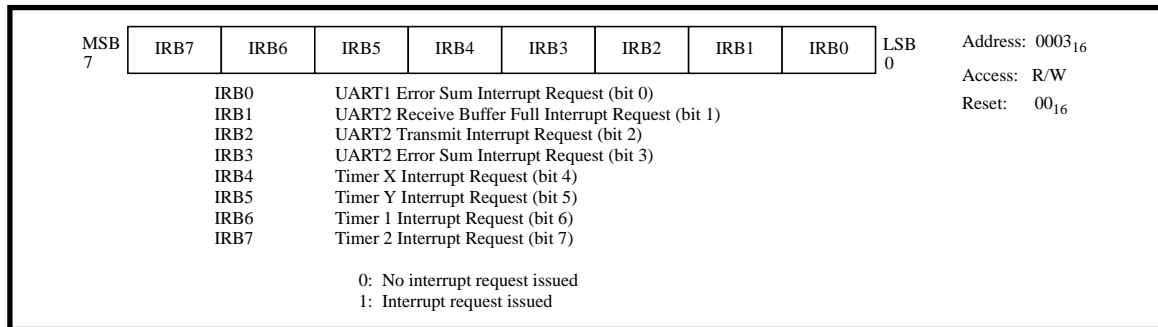 MSB IRB7 IRB6 IRB5 IRB4 IRB3 IRB2 IRB1 IRB0 LSB Address: 0003₁₆
7 0
Access: R/W
Reset: 00₁₆
IRB0 UART1 Error Sum Interrupt Request (bit 0)
IRB1 UART2 Receive Buffer Full Interrupt Request (bit 1)
IRB2 UART2 Transmit Interrupt Request (bit 2)
IRB3 UART2 Error Sum Interrupt Request (bit 3)
IRB4 Timer X Interrupt Request (bit 4)
IRB5 Timer Y Interrupt Request (bit 5)
IRB6 Timer 1 Interrupt Request (bit 6)
IRB7 Timer 2 Interrupt Request (bit 7)
0: No interrupt request issued
1: Interrupt request issued